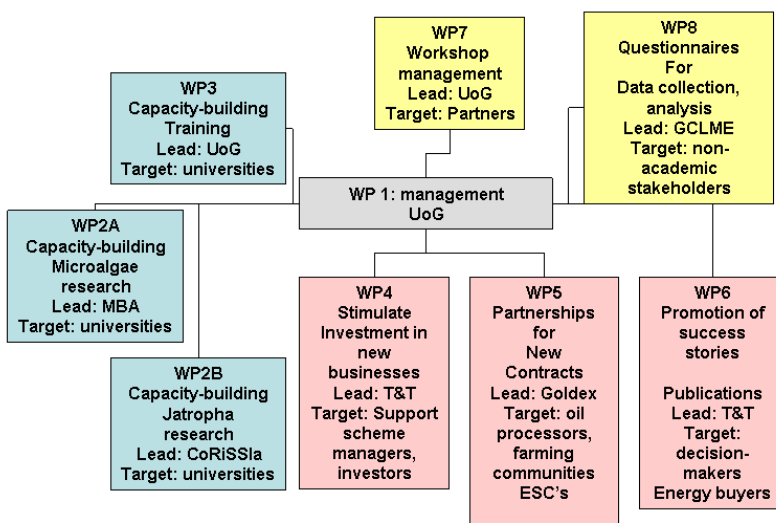 WP7
Workshop
management
Lead: UoG
Target: Partners
WP8
Questionnaires
For
Data collection,
analysis
Lead: GCLME
Target: non-
academic
stakeholders
WP3
Capacity-building
Training
Lead: UoG
Target: universities
WP 1: management
UoG
WP2A
Capacity-building
Microalgae
research
Lead: MBA
Target: universities
WP2B
Capacity-building
Jatropha
research
Lead: CoRiSSIa
Target: universities
WP4
Stimulate
Investment in
new
businesses
Lead: T&T
Target: Support
scheme
managers,
investors
WP5
Partnerships
for
New
Contracts
Lead: Goldex
Target: oil
processors,
farming
communities
ESC's
WP6
Promotion of
success
stories
Publications
Lead: T&T
Target:
decision-
makers
Energy buyers